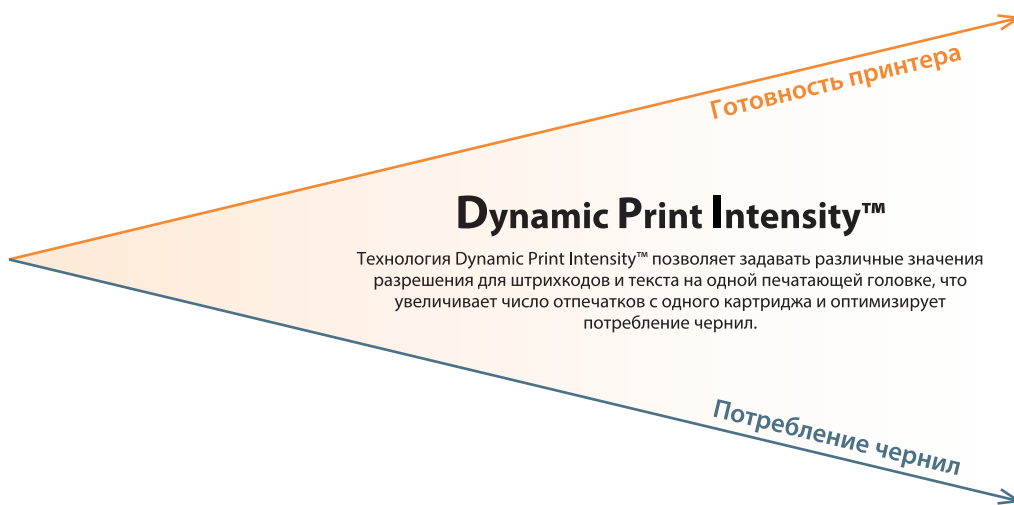 Готовность принтера
Dynamic Print Intensity™
Технология Dynamic Print Intensity™ позволяет задавать различные значения
разрешения для штрихкодов и текста на одной печатающей головке, что
увеличивает число отпечатков с одного картриджа и оптимизирует
потребление чернил.
Потребление чернил